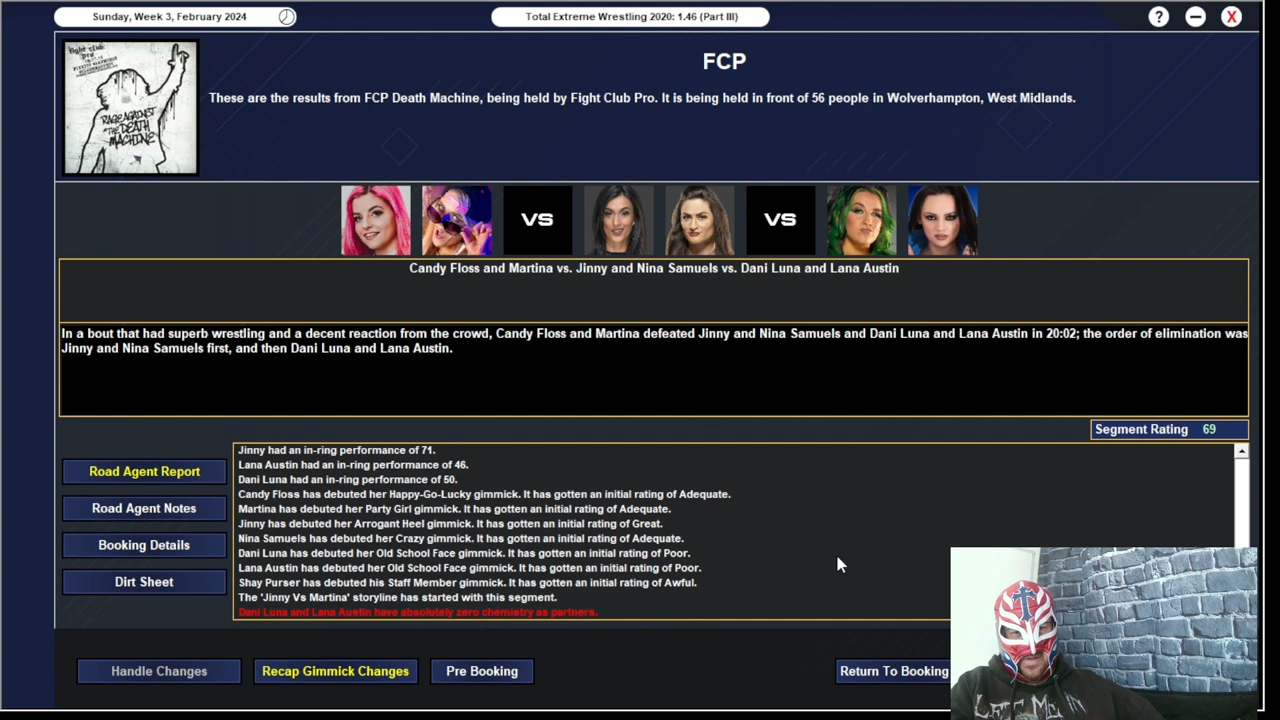 Sunday, Week 3, February 2024
Total Extreme Wrestling 2020: 1.46 (Part III)
?
X
FCP
These are the results from FCP Death Machine, being held by Fight Club Pro. It is being held in front of 56 people in Wolverhampton, West Midlands.
fight club
Pro
RAGE AGAINST
THE DEATH
MACHINE
VS
VS
Candy Floss and Martina vs. Jinny and Nina Samuels vs. Dani Luna and Lana Austin
In a bout that had superb wrestling and a decent reaction from the crowd, Candy Floss and Martina defeated Jinny and Nina Samuels and Dani Luna and Lana Austin in 20:02; the order of elimination was
Jinny and Nina Samuels first, and then Dani Luna and Lana Austin.
Segment Rating 69
Road Agent Report
Road Agent Notes
Booking Details
Dirt Sheet
Jinny had an in-ring performance of 71.
Lana Austin had an in-ring performance of 46.
Dani Luna had an in-ring performance of 50.
Candy Floss has debuted her Happy-Go-Lucky gimmick. It has gotten an initial rating of Adequate.
Martina has debuted her Party Girl gimmick. It has gotten an initial rating of Adequate.
Jinny has debuted her Arrogant Heel gimmick. It has gotten an initial rating of Great.
Nina Samuels has debuted her Crazy gimmick. It has gotten an initial rating of Adequate.
Dani Luna has debuted her Old School Face gimmick. It has gotten an initial rating of Poor.
Lana Austin has debuted her Old School Face gimmick. It has gotten an initial rating of Poor.
Shay Purser has debuted his Staff Member gimmick. It has gotten an initial rating of Awful.
The 'Jinny Vs Martina' storyline has started with this segment.
Dani Luna and Lana Austin have absolutely zero chemistry as partners.
Handle Changes
Recap Gimmick Changes
Pre Booking
Return To Booking
LET ME IN